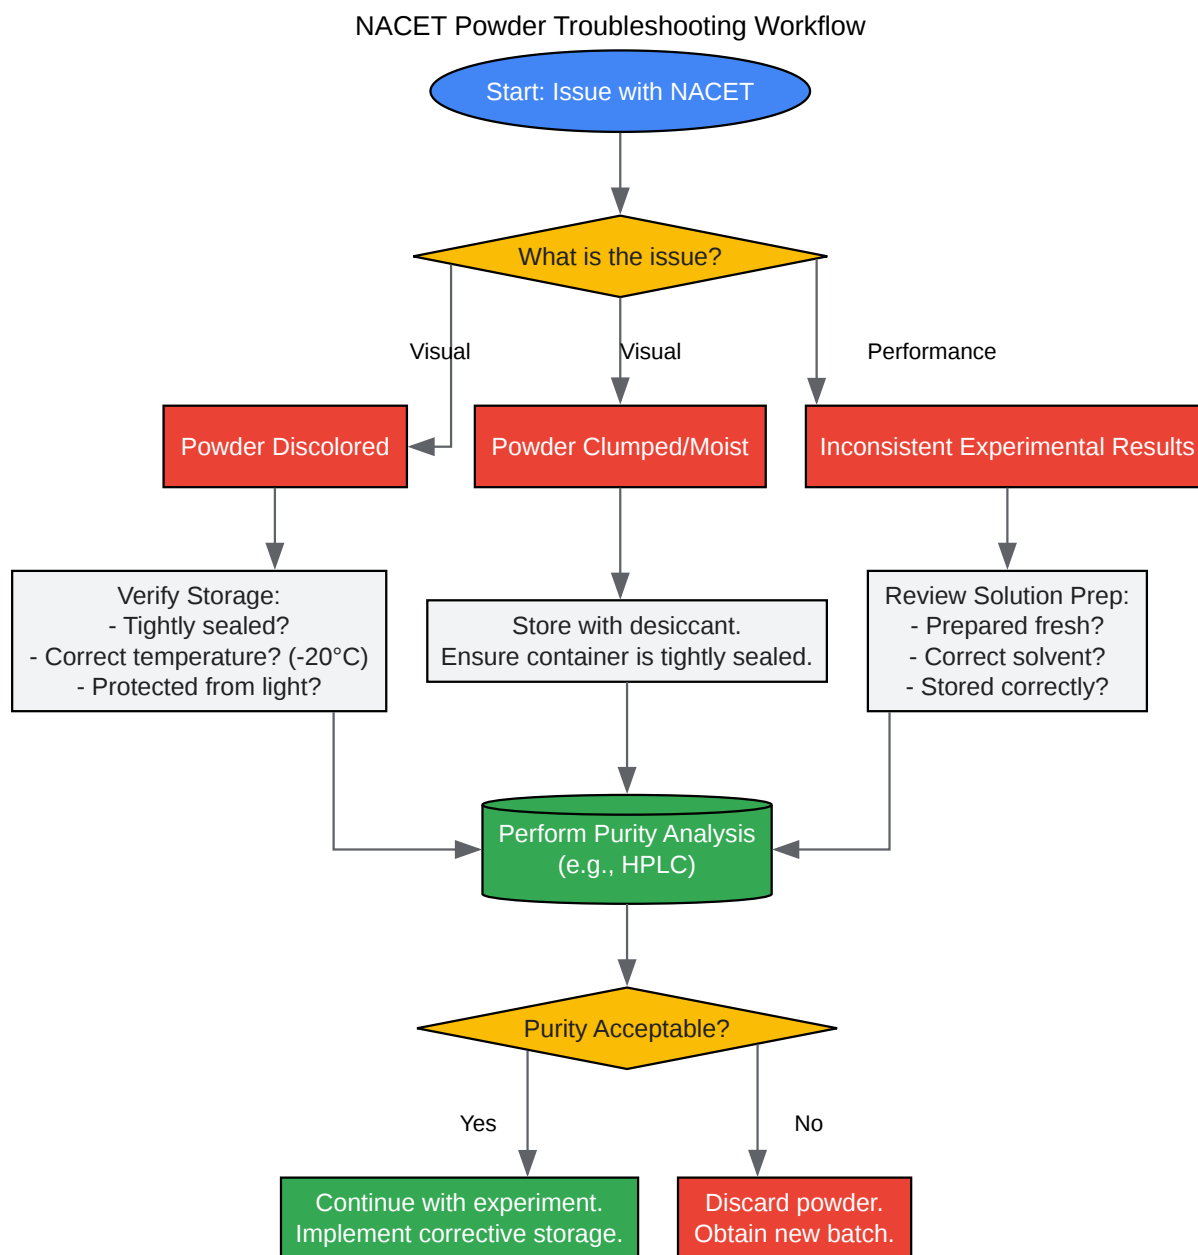 NACET Powder Troubleshooting Workflow
Start: Issue with NACET
What is the issue?
Visual
Visual
Performance
Powder Discolored
Powder Clumped/Moist
Inconsistent Experimental Results
Verify Storage:
- Tightly sealed?
- Correct temperature? (-20°C)
- Protected from light?
Store with desiccant.
Ensure container is tightly sealed.
Review Solution Prep:
- Prepared fresh?
- Correct solvent?
- Stored correctly?
Perform Purity Analysis
(e.g., HPLC)
Purity Acceptable?
Yes
No
Continue with experiment.
Implement corrective storage.
Discard powder.
Obtain new batch.